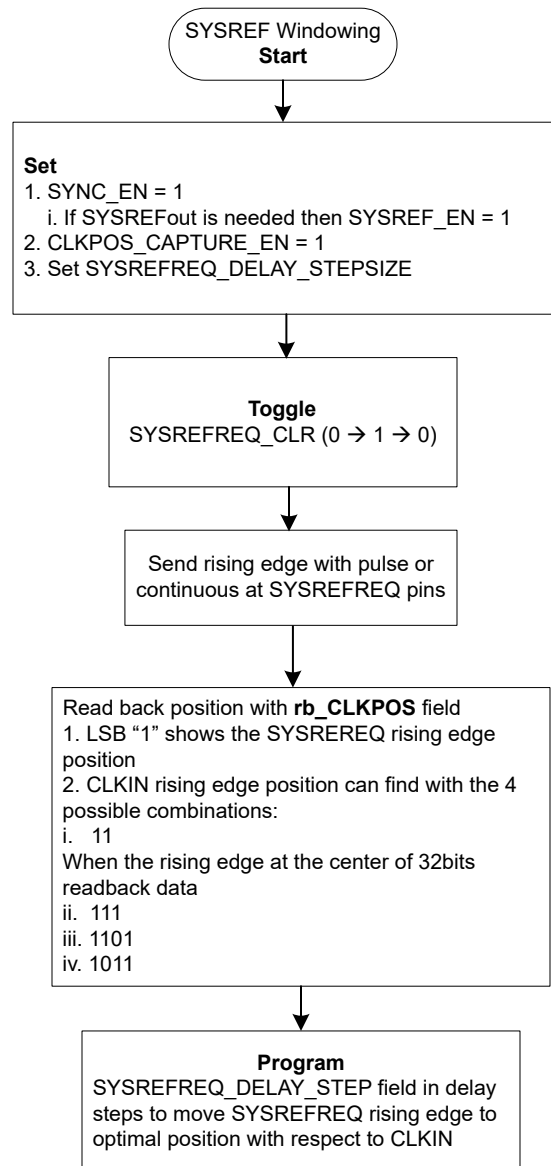 SYSREF Windowing
Start
Set
1. SYNC_EN = 1
i. If SYSREFout is needed then SYSREF_EN = 1
2. CLKPOS_CAPTURE_EN = 1
3. Set SYSREFREQ_DELAY_STEPSIZE
Toggle
SYSREFREQ_CLR (0 → 1 → 0)
Send rising edge with pulse or
continuous at SYSREFREQ pins
Read back position with rb_CLKPOS field
1. LSB “1” shows the SYSREREQ rising edge
position
2. CLKIN rising edge position can find with the 4
possible combinations:
i. 11
When the rising edge at the center of 32bits
readback data
ii. 111
iii. 1101
iv. 1011
Program
SYSREFREQ_DELAY_STEP field in delay
steps to move SYSREFREQ rising edge to
optimal position with respect to CLKIN